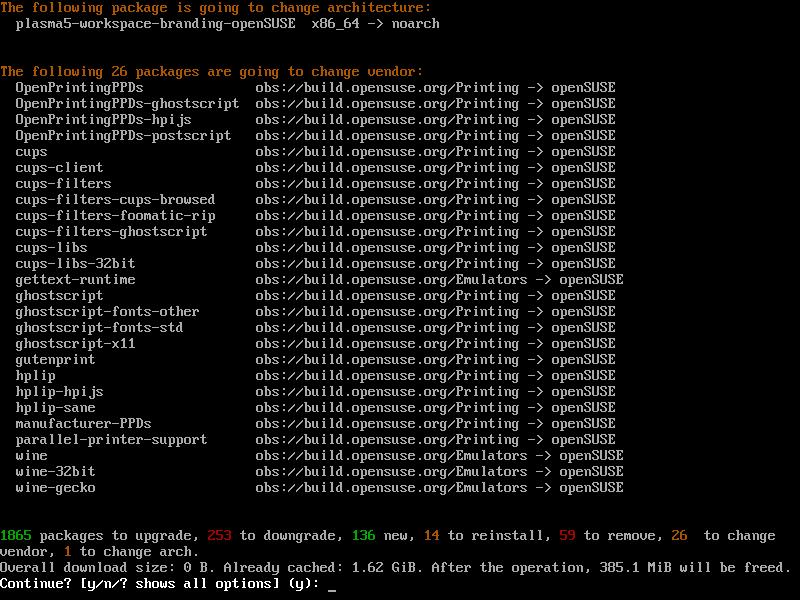 The following package is going to change architecture:
plasma5-workspace-branding-openSUSE x86_64 -> noarch
The following 26 packages are going to change vendor:
OpenPrintingPPDs obs://build.opensuse.org/Printing -> openSUSE
OpenPrintingPPDs-ghostscript obs://build.opensuse.org/Printing -> openSUSE
OpenPrintingPPDs-hpijs obs://build.opensuse.org/Printing -> openSUSE
OpenPrintingPPDs-postscript obs://build.opensuse.org/Printing -> openSUSE
cups obs://build.opensuse.org/Printing -> openSUSE
cups-client obs://build.opensuse.org/Printing -> openSUSE
cups-filters obs://build.opensuse.org/Printing -> openSUSE
cups-filters-cups-browsed obs://build.opensuse.org/Printing -> openSUSE
cups-filters-foomatic-rip obs://build.opensuse.org/Printing -> openSUSE
cups-filters-ghostscript obs://build.opensuse.org/Printing -> openSUSE
cups-libs obs://build.opensuse.org/Printing -> openSUSE
cups-libs-32bit obs://build.opensuse.org/Printing -> openSUSE
gettext-runtime obs://build.opensuse.org/Emulators -> openSUSE
ghostscript obs://build.opensuse.org/Printing -> openSUSE
ghostscript-fonts-other obs://build.opensuse.org/Printing -> openSUSE
ghostscript-fonts-std obs://build.opensuse.org/Printing -> openSUSE
ghostscript-x11 obs://build.opensuse.org/Printing -> openSUSE
gutenprint obs://build.opensuse.org/Printing -> openSUSE
hplip obs://build.opensuse.org/Printing -> openSUSE
hplip-hpijs obs://build.opensuse.org/Printing -> openSUSE
hplip-sane obs://build.opensuse.org/Printing -> openSUSE
manufacturer-PPDs obs://build.opensuse.org/Printing -> openSUSE
parallel-printer-support obs://build.opensuse.org/Printing -> openSUSE
wine obs://build.opensuse.org/Emulators -> openSUSE
wine-32bit obs://build.opensuse.org/Emulators -> openSUSE
wine-gecko obs://build.opensuse.org/Emulators -> openSUSE
1865 packages to upgrade, 253 to downgrade, 136 new, 14 to reinstall, 59 to remove, 26 to change
vendor, 1 to change arch.
Overall download size: 0 B. Already cached: 1.62 GiB. After the operation, 385.1 MiB will be freed.
Continue? [y/n/? shows all options] (y): _